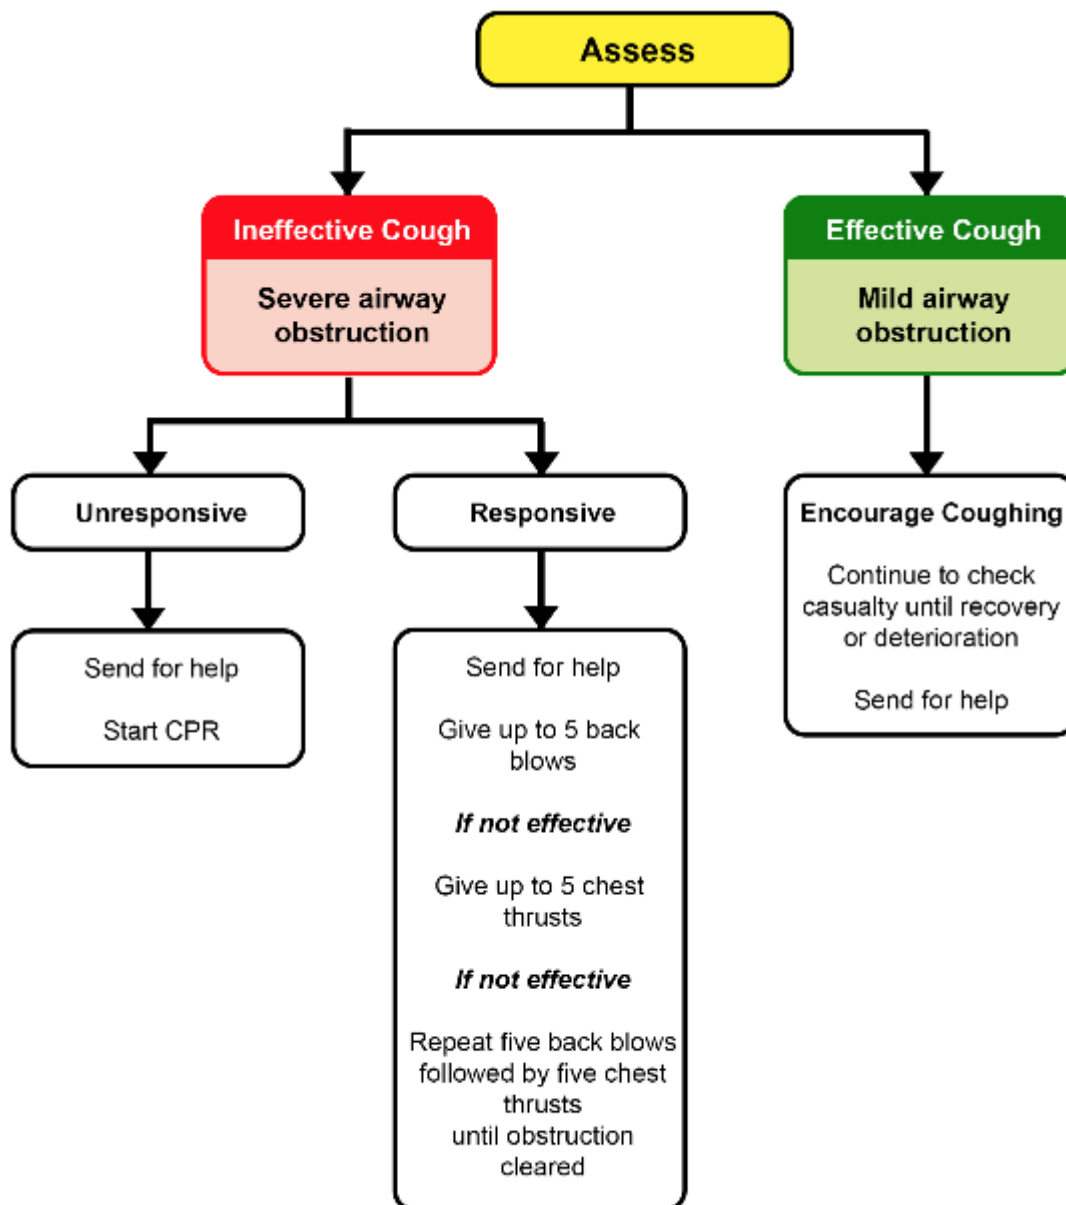 Assess
Ineffective Cough
Severe airway
obstruction
Effective Cough
Mild airway
obstruction
Unresponsive
Send for help
Start CPR
Responsive
Send for help
Give up to 5 back
blows
If not effective
Give up to 5 chest
thrusts
If not effective
Repeat five back blows
followed by five chest
thrusts
until obstruction
cleared
Encourage Coughing
Continue to check
casualty until recovery
or deterioration
Send for help